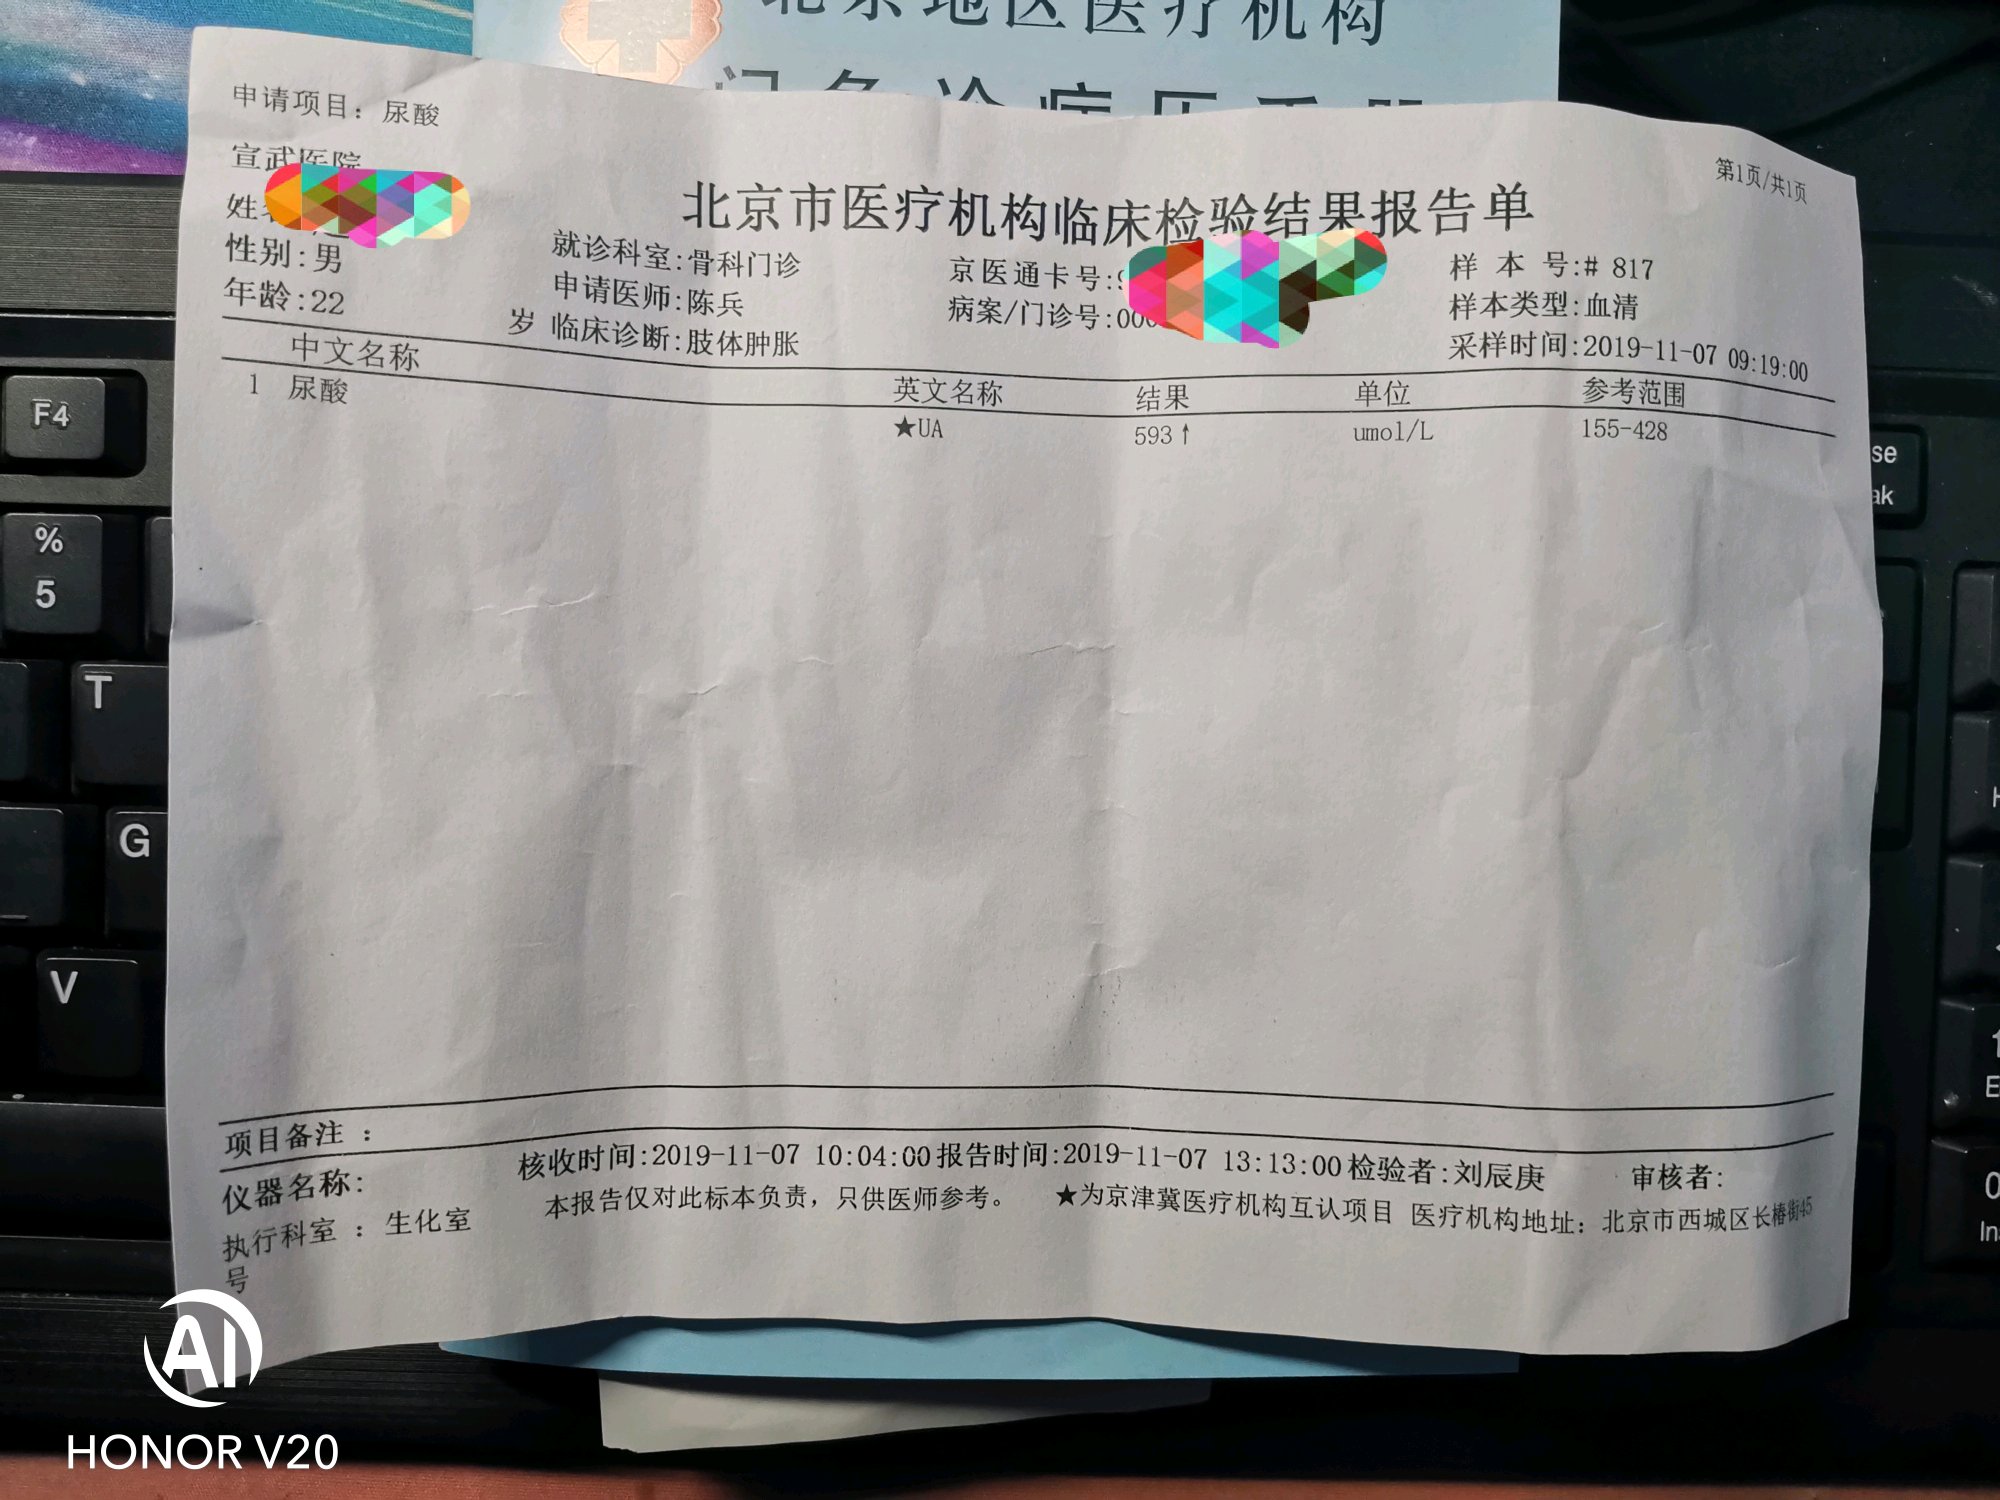 北京地区医疗机构
申请项目：尿酸
宣武医院
第1页/共1页
北京市医疗机构临床检验结果报告单
性别:男
年龄:22 岁
就诊科室:骨科门诊
申请医师:陈兵
临床诊断:肢体肿胀
京医通卡号:
病案/门诊号:000
样 本 号:# 817
样本类型:血清
采样时间:2019-11-07 09:19:00
中文名称 英文名称 结果 单位 参考范围
1 尿酸 ★UA 593↑ umol/L 155-428
项目备注 ：
仪器名称:
核收时间:2019-11-07 10:04:00 报告时间:2019-11-07 13:13:00 检验者:刘辰庚 审核者:
执行科室 ： 生化室 本报告仅对此标本负责，只供医师参考。 ★为京津冀医疗机构互认项目 医疗机构地址：北京市西城区长椿街45
号
F4
%
5
T
G
V
se
ak
AI
HONOR V20